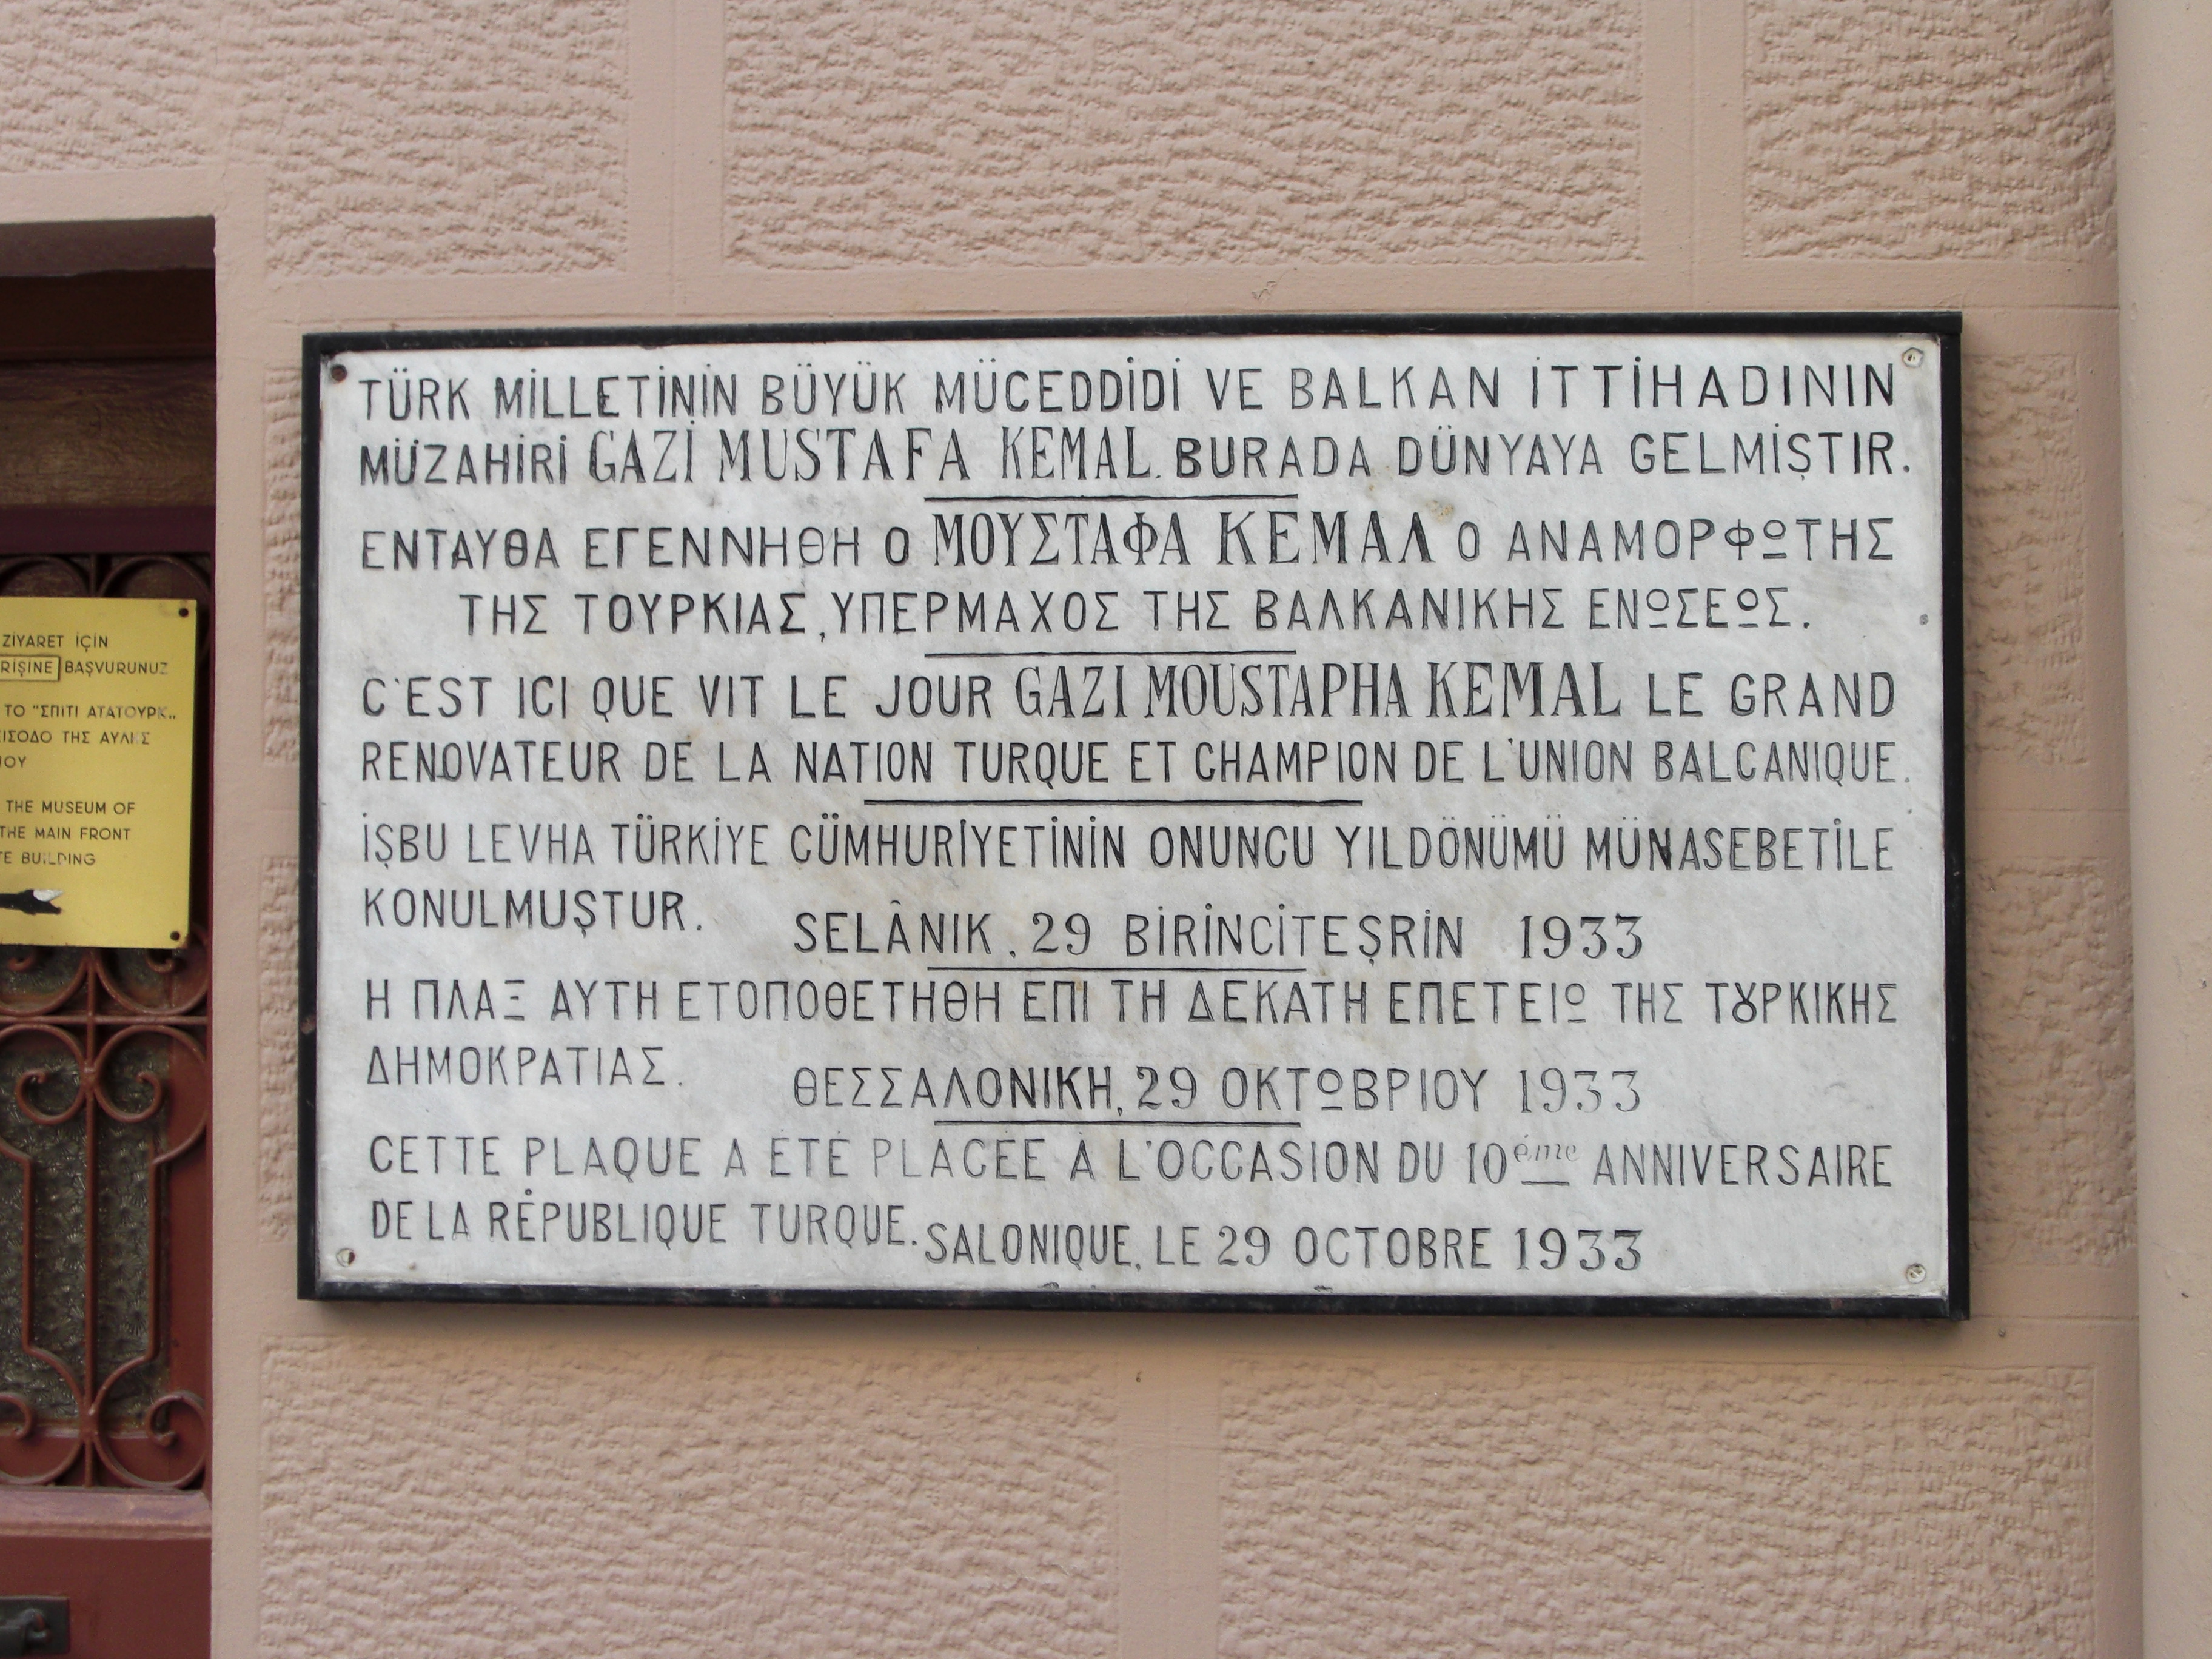 TÜRK MİLLETİNİN BÜYÜK MÜCEDDİDİ VE BALKAN İTTİHADININ
MÜZAHİRİ GAZİ MUSTAFA KEMAL. BURADA DÜNYAYA GELMİŞTIR.
ΕΝΤΑΥΘΑ ΕΓΕΝΝΗΘΗ Ο ΜΟΥΣΤΑΦΑ ΚΕΜΑΛ Ο ΑΝΑΜΟΡΦΩΤΗΣ
ΤΗΣ ΤΟΥΡΚΙΑΣ, ΥΠΕΡΜΑΧΟΣ ΤΗΣ ΒΑΛΚΑΝΙΚΗΣ ΕΝΩΣΕΩΣ.
C'EST ICI QUE VIT LE JOUR GAZI MOUSTAPHA KEMAL LE GRAND
RENOVATEUR DE LA NATION TURQUE ET CHAMPION DE L'UNION BALCANIQUE.
İŞBU LEVHA TÜRKİYE CÜMHURİYETİNİN ONUNCU YILDÖNÜMÜ MÜNASEBETİLE
KONULMUŞTUR.
SELÂNIK, 29 BİRİNCİTEŞRİN 1933
Η ΠΛΑΞ ΑΥΤΗ ΕΤΟΠΟΘΕΤΗΘΗ ΕΠΙ ΤΗ ΔΕΚΑΤΗ ΕΠΕΤΕΙΩ ΤΗΣ ΤȢΡΚΙΚΗΣ
ΔΗΜΟΚΡΑΤΙΑΣ.
ΘΕΣΣΑΛΟΝΙΚΗ, 29 ΟΚΤΩΒΡΙΟΥ 1933
CETTE PLAQUE A ÉTÉ PLACÉE A L'OCCASION DU 10ème ANNIVERSAIRE
DE LA RÉPUBLIQUE TURQUE.
SALONIQUE, LE 29 OCTOBRE 1933
ZİYARET İÇİN
BAŞVURUNUZ
ΤΟ "ΣΠΙΤΙ ΑΤΑΤΟΥΡΚ„
ΤΗΣ ΑΥΛΗΣ
THE MUSEUM OF
THE MAIN FRONT
BUILDING